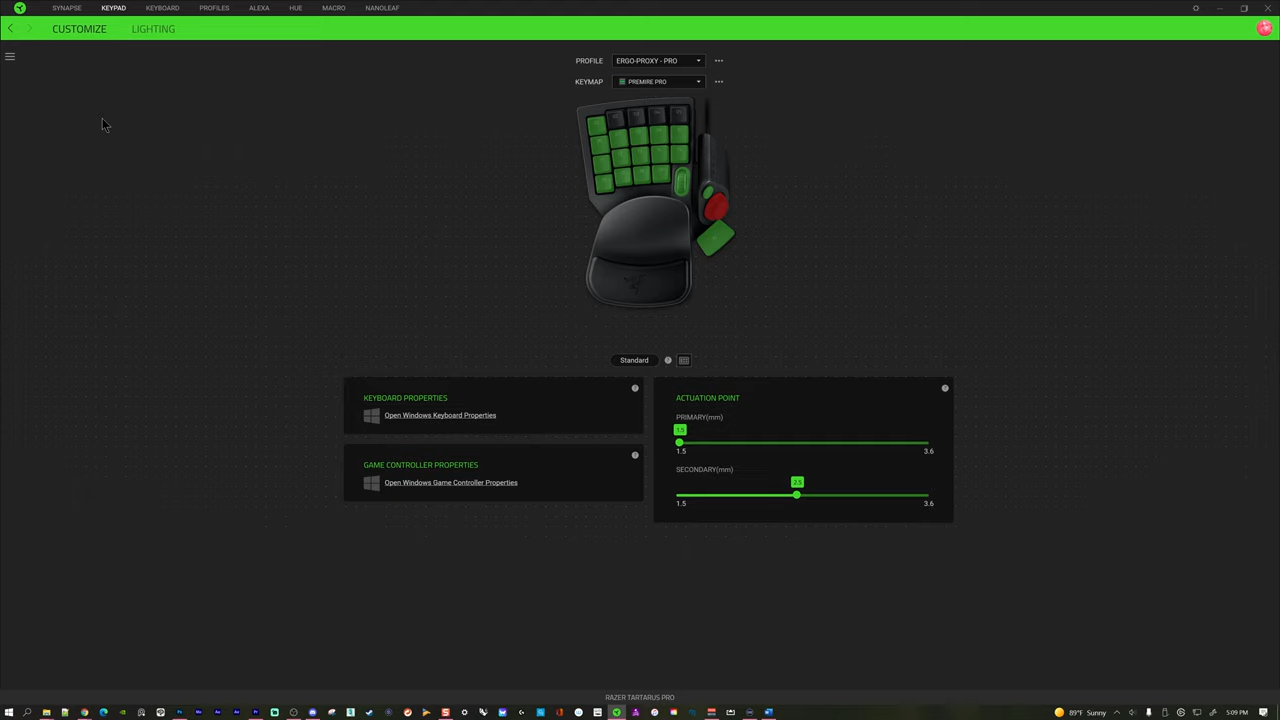 SYNAPSE KEYPAD KEYBOARD PROFILES ALEXA HUE MACRO NANOLEAF
CUSTOMIZE LIGHTING
PROFILE ERGO-PROXY - PRO
KEYMAP PREMIRE PRO
Standard
KEYBOARD PROPERTIES
Open Windows Keyboard Properties
GAME CONTROLLER PROPERTIES
Open Windows Game Controller Properties
ACTUATION POINT
PRIMARY(mm)
1.5
1.5 3.6
SECONDARY(mm)
2.5
1.5 3.6
RAZER TARTARUS PRO
89°F Sunny 5:09 PM